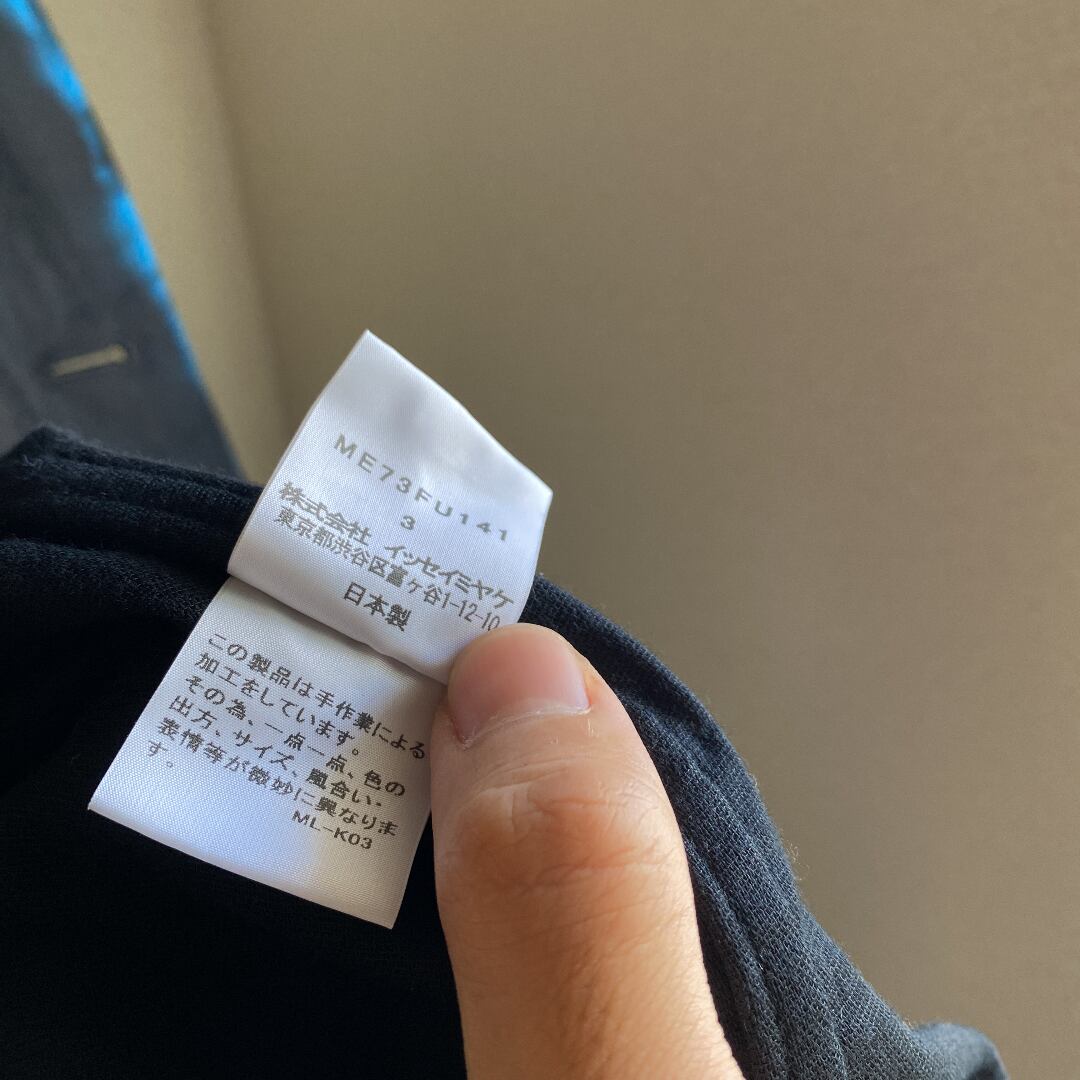 ME73FU141
3
株式会社 イッセイミヤケ
東京都渋谷区富ヶ谷1-12-10
日本製
この製品は手作業による
加工をしています。
その為、一点一点、色の
出方、サイズ、風合い・
表情等が微妙に異なりま
す。
ML-K03